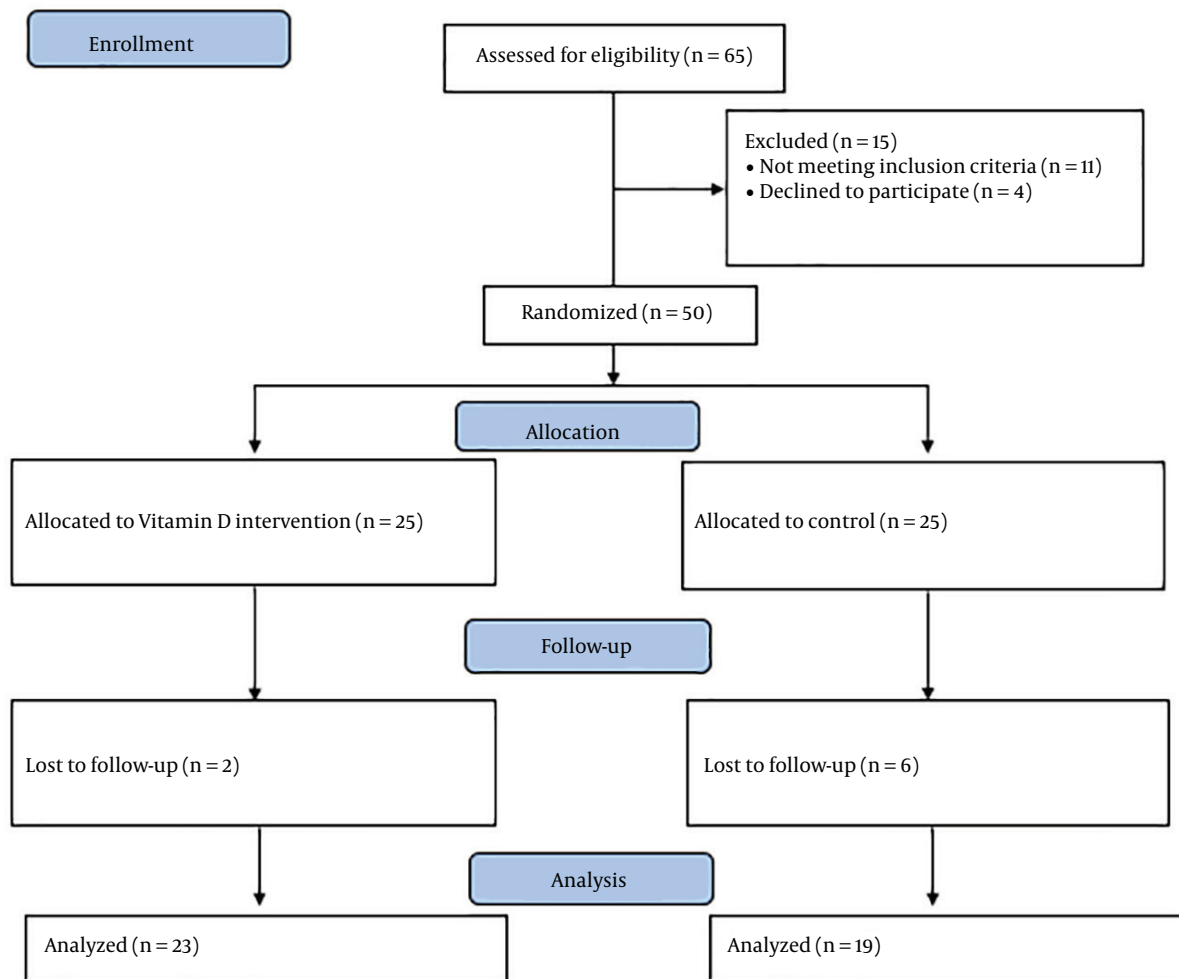 Enrollment
Assessed for eligibility (n = 65)
Excluded (n = 15)
• Not meeting inclusion criteria (n = 11)
• Declined to participate (n = 4)
Randomized (n = 50)
Allocation
Allocated to Vitamin D intervention (n = 25)
Allocated to control (n = 25)
Follow-up
Lost to follow-up (n = 2)
Lost to follow-up (n = 6)
Analysis
Analyzed (n = 23)
Analyzed (n = 19)